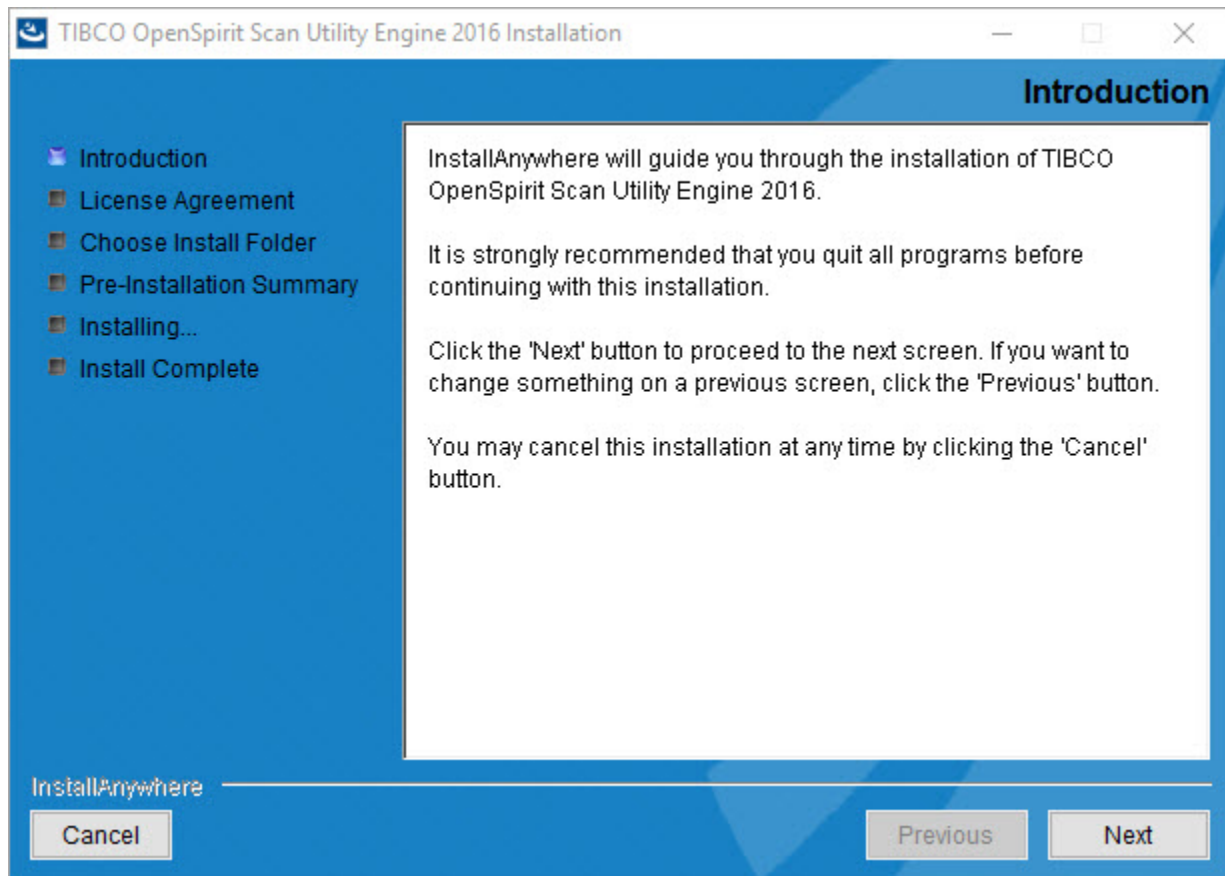 TIBCO OpenSpirit Scan Utility Engine 2016 Installation
Introduction
Introduction
License Agreement
Choose Install Folder
Pre-Installation Summary
Installing...
Install Complete
InstallAnywhere will guide you through the installation of TIBCO
OpenSpirit Scan Utility Engine 2016.
It is strongly recommended that you quit all programs before
continuing with this installation.
Click the 'Next' button to proceed to the next screen. If you want to
change something on a previous screen, click the 'Previous' button.
You may cancel this installation at any time by clicking the 'Cancel'
button.
InstallAnywhere
Cancel
Previous
Next